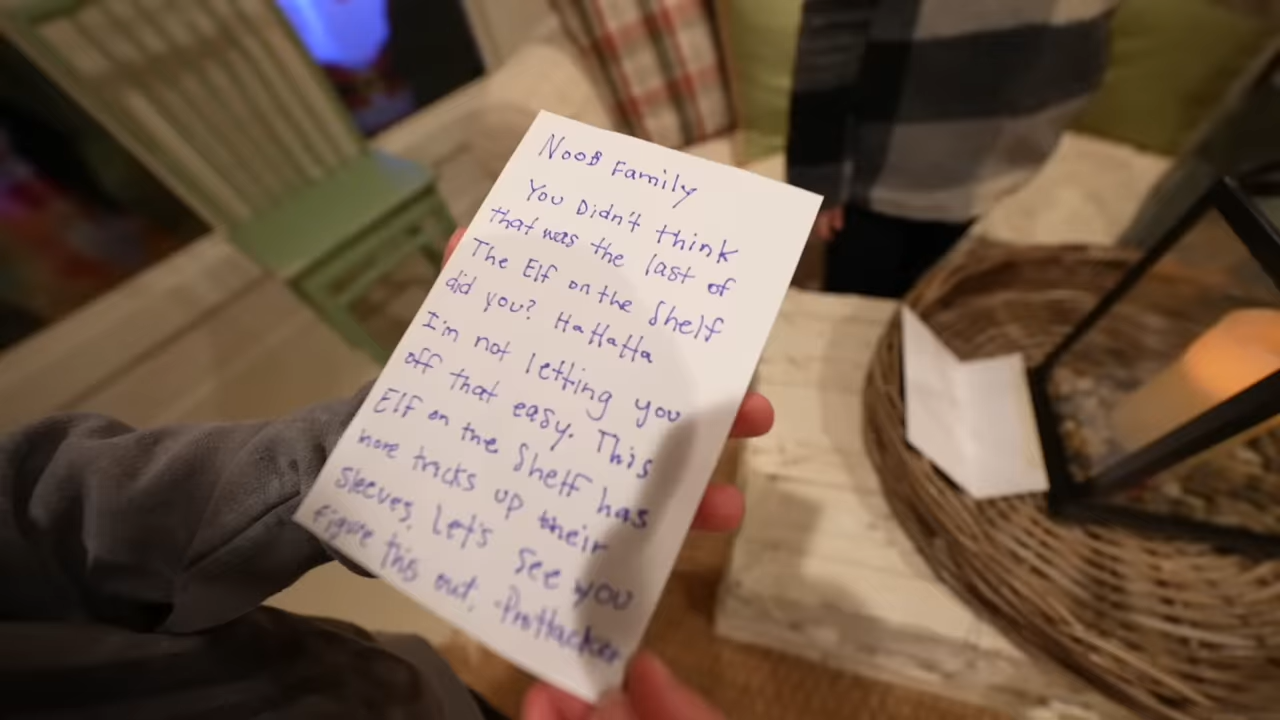 NooB Family
You Didn't think
that was the last of
The Elf on the Shelf
did you? HaHaHa
I'm not letting you
off that easy. This
Elf on the Shelf has
more tricks up their
sleeves. Let's see you
figure this out. -ProHacker